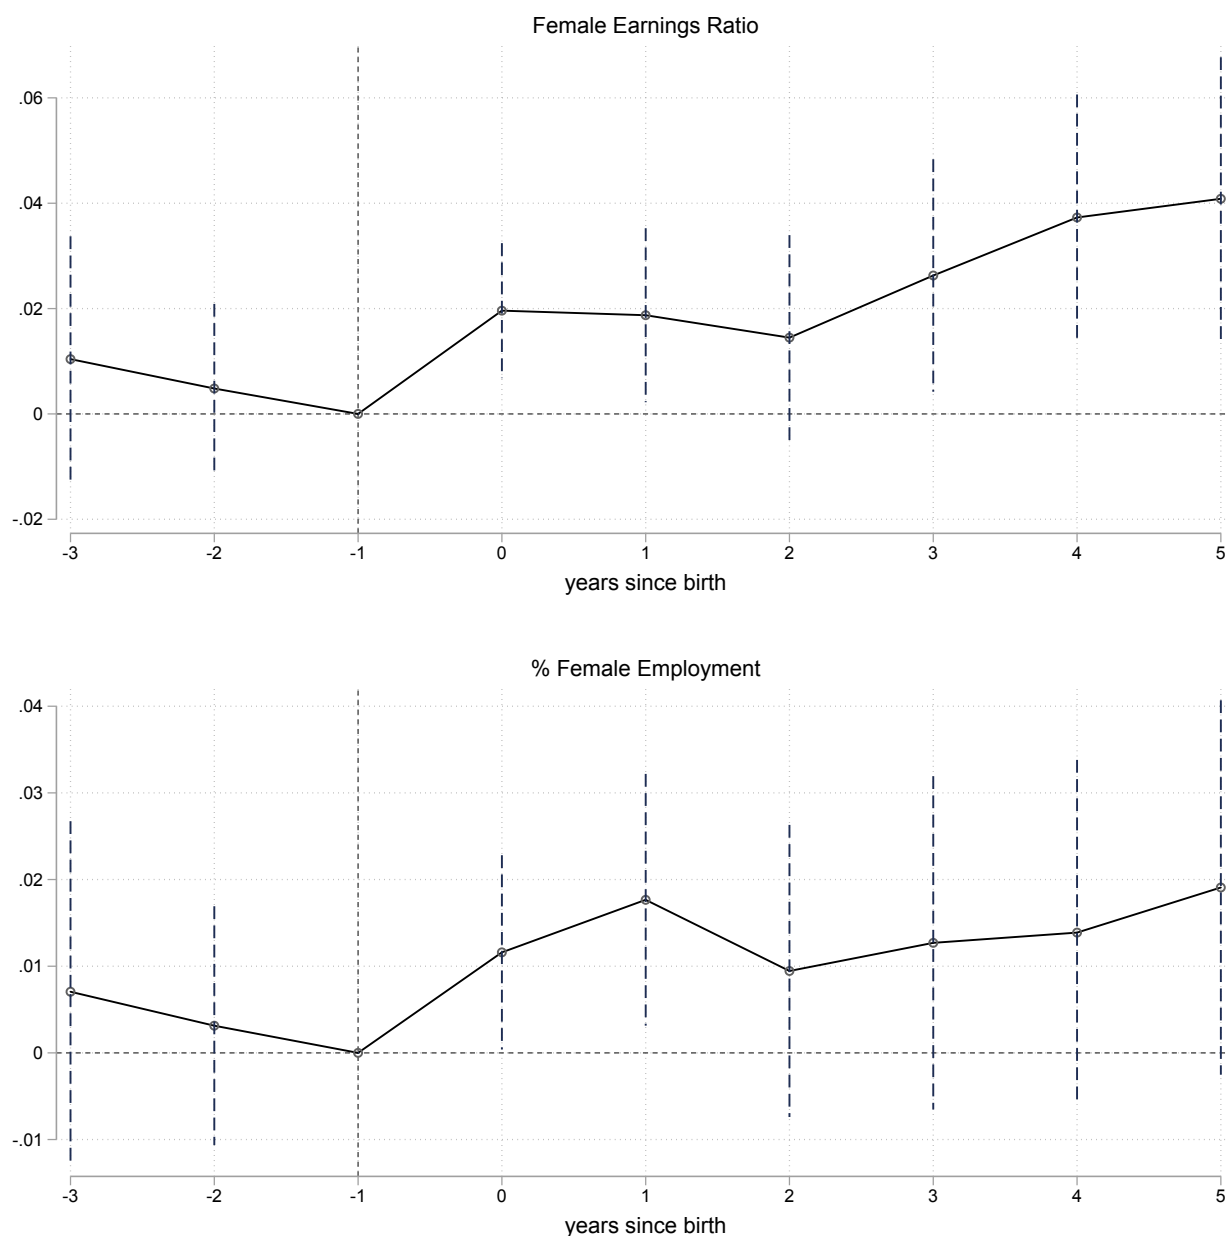 Female Earnings Ratio
.06
.04
.02
0
-.02
-3 -2 -1 0 1 2 3 4 5
years since birth
% Female Employment
.04
.03
.02
.01
0
-.01
-3 -2 -1 0 1 2 3 4 5
years since birth